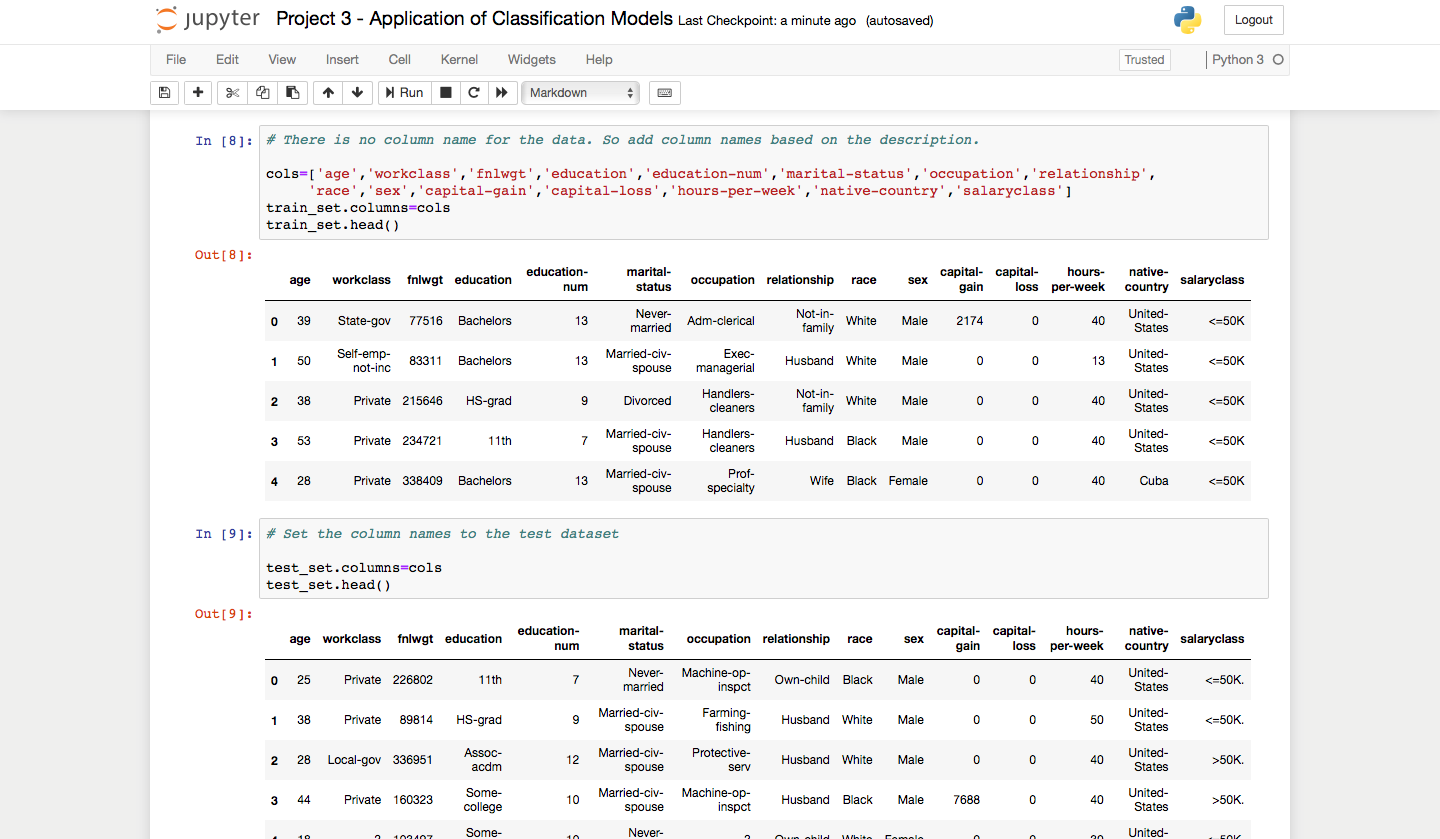 jupyter Project 3 - Application of Classification Models Last Checkpoint: a minute ago (autosaved)
Logout
File Edit View Insert Cell Kernel Widgets Help
Trusted Python 3
Run Markdown
In [8]: # There is no column name for the data. So add column names based on the description.
cols=['age','workclass','fnlwgt','education','education-num','marital-status','occupation','relationship',
'race','sex','capital-gain','capital-loss','hours-per-week','native-country','salaryclass']
train_set.columns=cols
train_set.head()
Out[8]:
age workclass fnlwgt education education-num marital-status occupation relationship race sex capital-gain capital-loss hours-per-week native-country salaryclass
0 39 State-gov 77516 Bachelors 13 Never-married Adm-clerical Not-in-family White Male 2174 0 40 United-States <=50K
1 50 Self-emp-not-inc 83311 Bachelors 13 Married-civ-spouse Exec-managerial Husband White Male 0 0 13 United-States <=50K
2 38 Private 215646 HS-grad 9 Divorced Handlers-cleaners Not-in-family White Male 0 0 40 United-States <=50K
3 53 Private 234721 11th 7 Married-civ-spouse Handlers-cleaners Husband Black Male 0 0 40 United-States <=50K
4 28 Private 338409 Bachelors 13 Married-civ-spouse Prof-specialty Wife Black Female 0 0 40 Cuba <=50K
In [9]: # Set the column names to the test dataset
test_set.columns=cols
test_set.head()
Out[9]:
age workclass fnlwgt education education-num marital-status occupation relationship race sex capital-gain capital-loss hours-per-week native-country salaryclass
0 25 Private 226802 11th 7 Never-married Machine-op-inspct Own-child Black Male 0 0 40 United-States <=50K.
1 38 Private 89814 HS-grad 9 Married-civ-spouse Farming-fishing Husband White Male 0 0 50 United-States <=50K.
2 28 Local-gov 336951 Assoc-acdm 12 Married-civ-spouse Protective-serv Husband White Male 0 0 40 United-States >50K.
3 44 Private 160323 Some-college 10 Married-civ-spouse Machine-op-inspct Husband Black Male 7688 0 40 United-States >50K.
Some- Never- United-